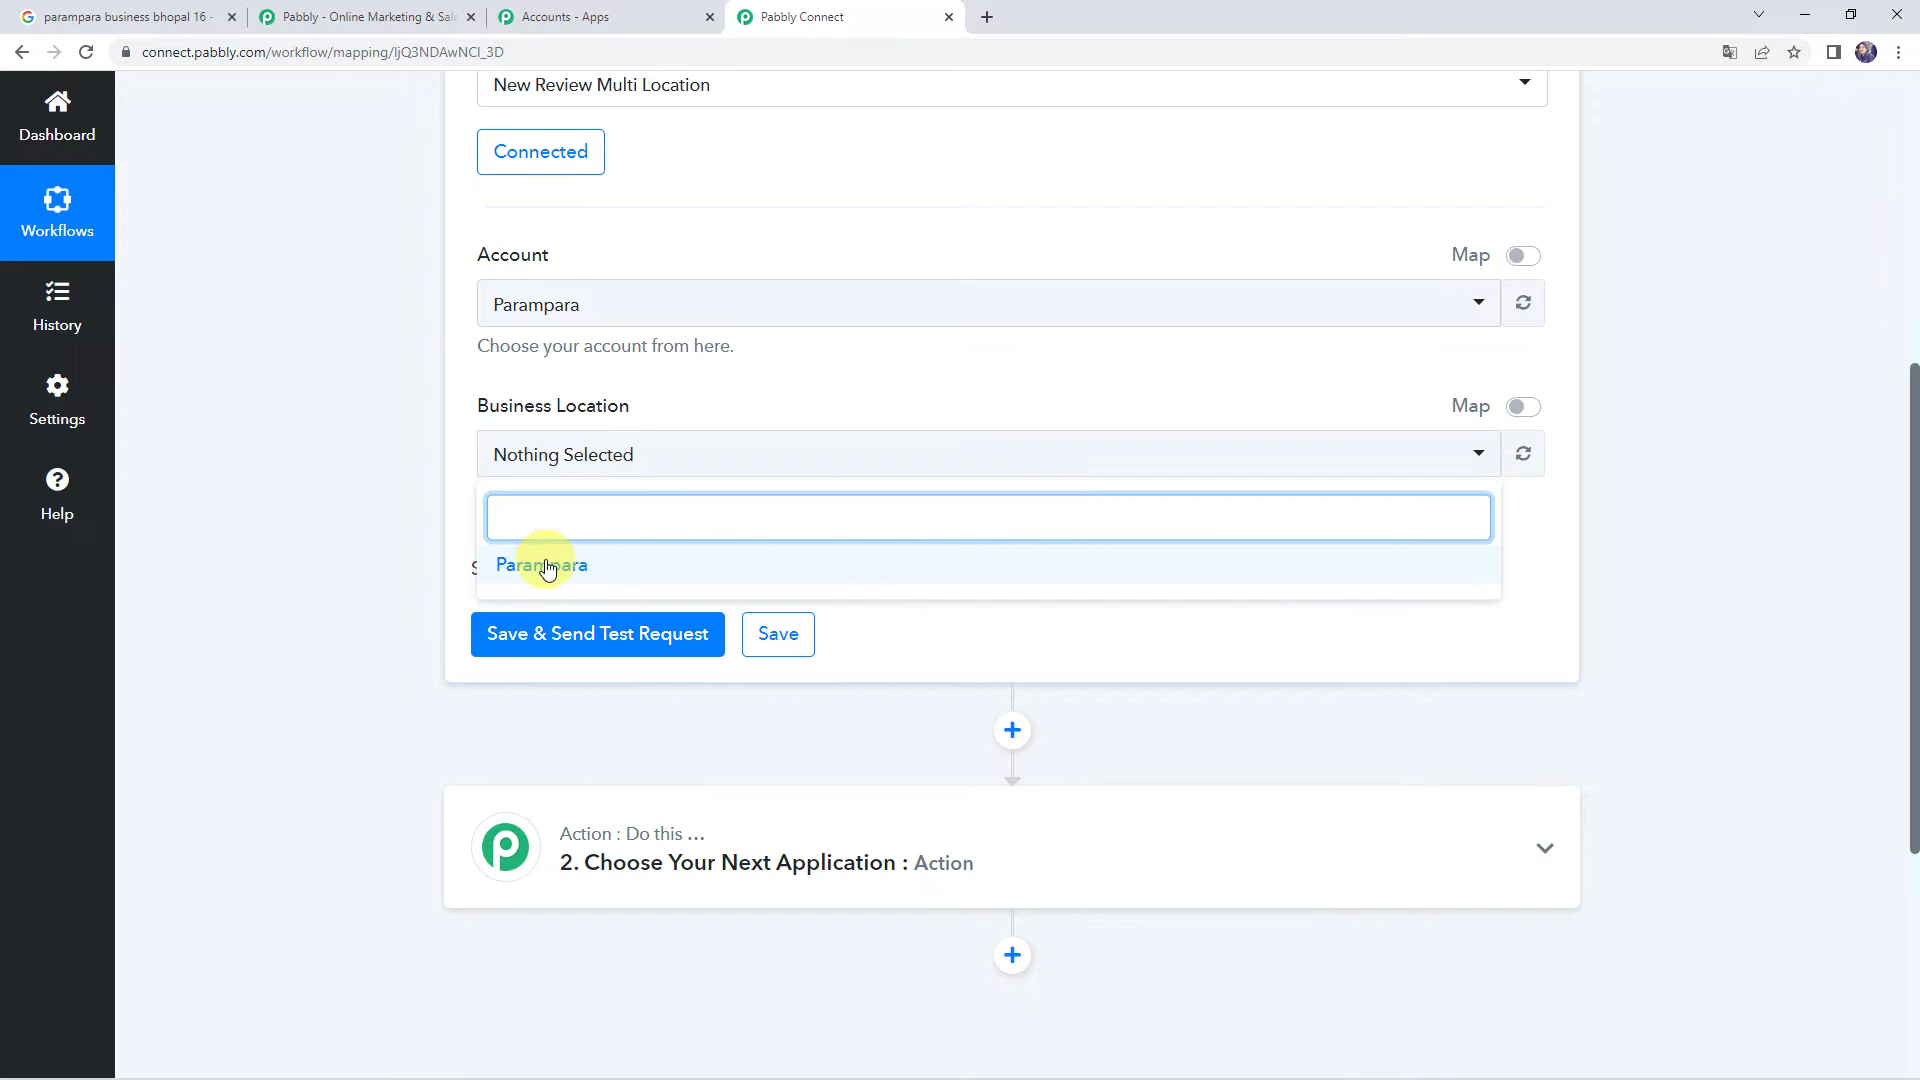 parampara business bhopal 16 -
Pabbly - Online Marketing & Sal
Accounts - Apps
Pabbly Connect
connect.pabbly.com/workflow/mapping/IjQ3NDAwNCI_3D
Dashboard
Workflows
History
Settings
Help
New Review Multi Location
Connected
Account
Map
Parampara
Choose your account from here.
Business Location
Map
Nothing Selected
Parampara
S
Save & Send Test Request
Save
Action : Do this ...
2. Choose Your Next Application : Action